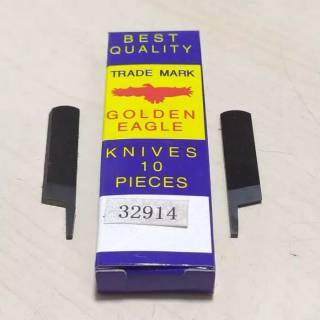 BEST
QUALITY
TRADE MARK
GOLDEN
EAGLE
KNIVES
10
PIECES
32914